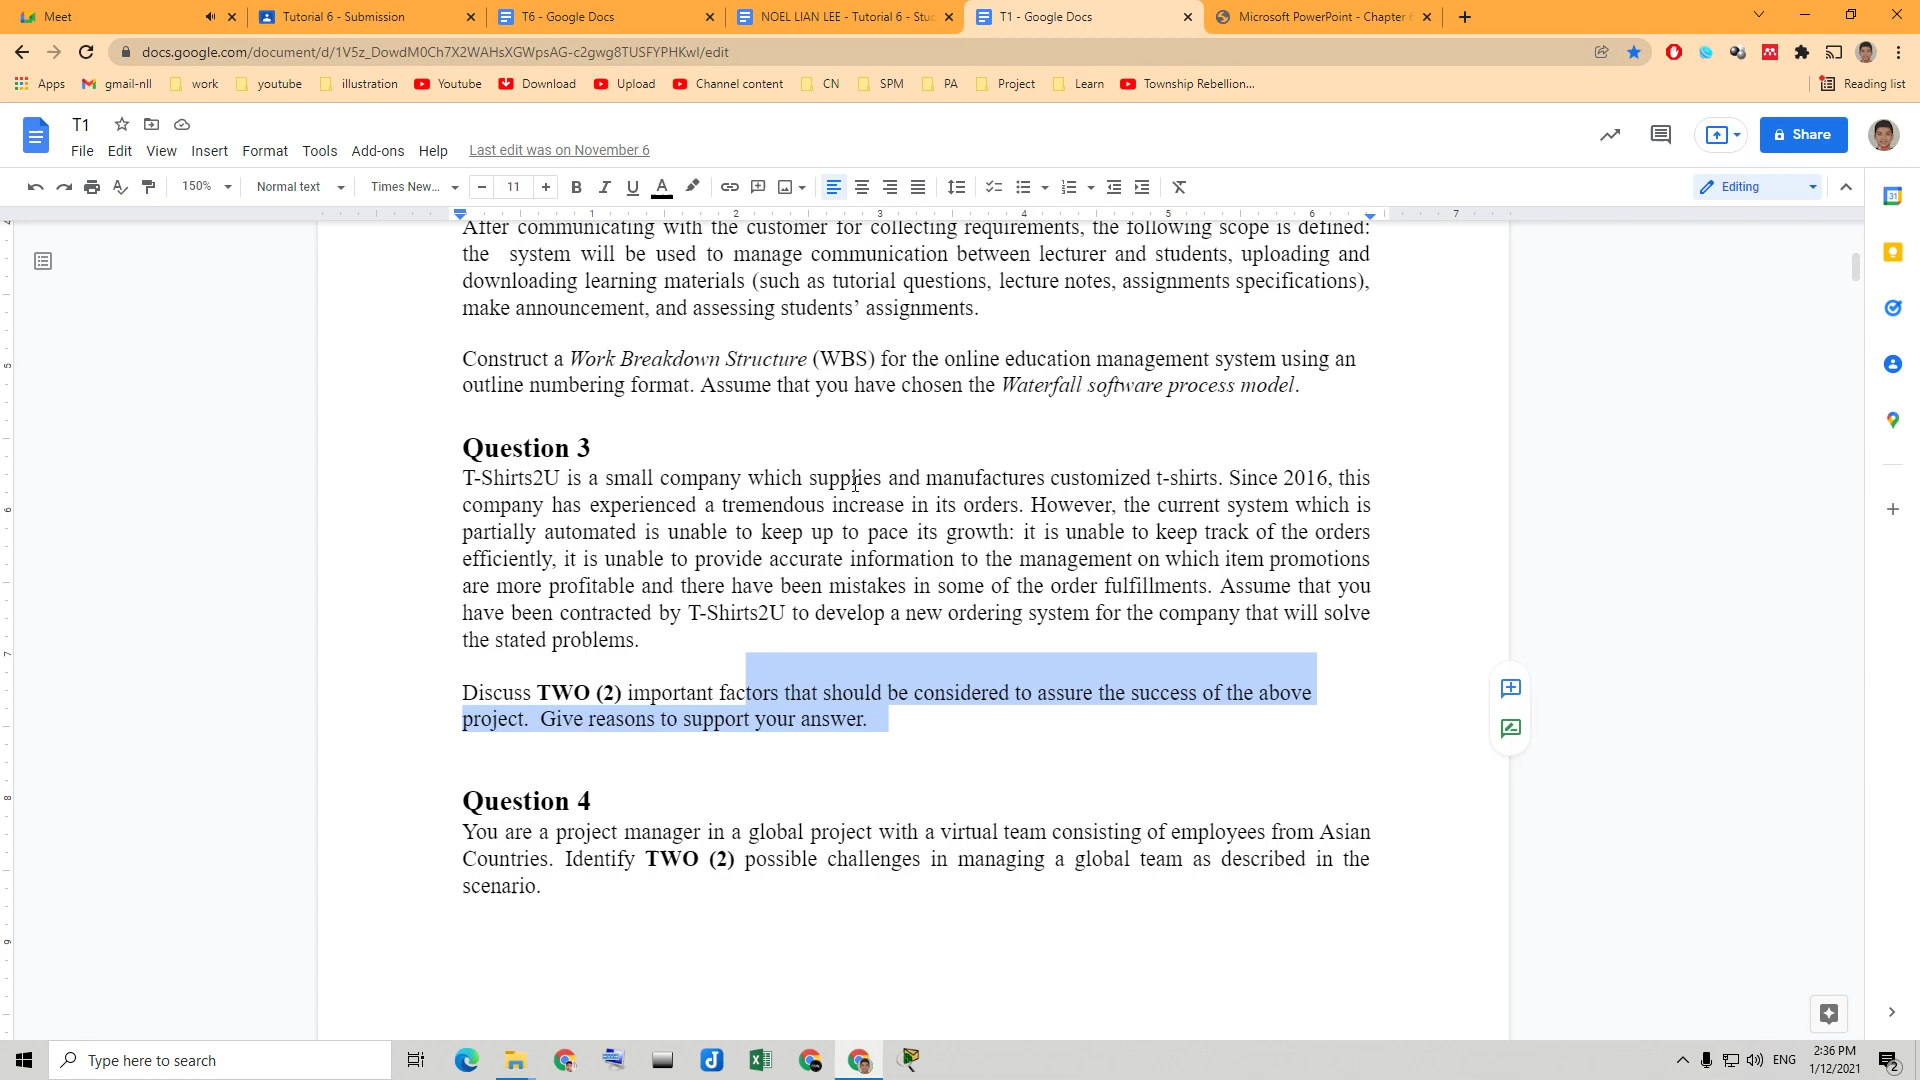 Meet
Tutorial 6 - Submission
T6 - Google Docs
NOEL LIAN LEE - Tutorial 6 - Stuc
T1 - Google Docs
Microsoft PowerPoint - Chapter 6
docs.google.com/document/d/1V5z_DowdM0Ch7X2WAHsXGWpsAG-c2gwg8TUSFYPHKwI/edit
Apps
gmail-nll
work
youtube
illustration
Youtube
Download
Upload
Channel content
CN
SPM
PA
Project
Learn
Township Rebellion...
Reading list
T1
File Edit View Insert Format Tools Add-ons Help
Last edit was on November 6
Share
150% Normal text Times New... 11
Editing
1 2 3 4 5 6 7
After communicating with the customer for collecting requirements, the following scope is defined:
the system will be used to manage communication between lecturer and students, uploading and
downloading learning materials (such as tutorial questions, lecture notes, assignments specifications),
make announcement, and assessing students’ assignments.
Construct a Work Breakdown Structure (WBS) for the online education management system using an
outline numbering format. Assume that you have chosen the Waterfall software process model.
Question 3
T-Shirts2U is a small company which supplies and manufactures customized t-shirts. Since 2016, this
company has experienced a tremendous increase in its orders. However, the current system which is
partially automated is unable to keep up to pace its growth: it is unable to keep track of the orders
efficiently, it is unable to provide accurate information to the management on which item promotions
are more profitable and there have been mistakes in some of the order fulfillments. Assume that you
have been contracted by T-Shirts2U to develop a new ordering system for the company that will solve
the stated problems.
Discuss TWO (2) important factors that should be considered to assure the success of the above
project. Give reasons to support your answer.
Question 4
You are a project manager in a global project with a virtual team consisting of employees from Asian
Countries. Identify TWO (2) possible challenges in managing a global team as described in the
scenario.
Type here to search
ENG
2:36 PM
1/12/2021
2